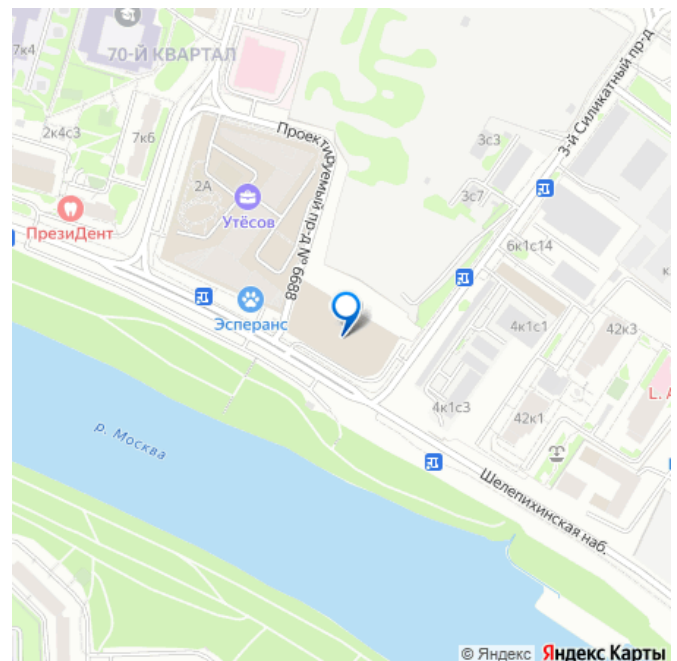 7к4
70-Й КВАРТАЛ
2к4с3
7к6
Проектируемый пр-д № 6688
3-й Силикатный пр-д
3с3
3с7
2А
Утёсов
ПрезиДент
6к1с14
к.
Эсперанс
4к1с1
42к3
L. A
4к1с3
42к1
р. Москва
Шелепихинская наб.
© Яндекс Яндекс Карты